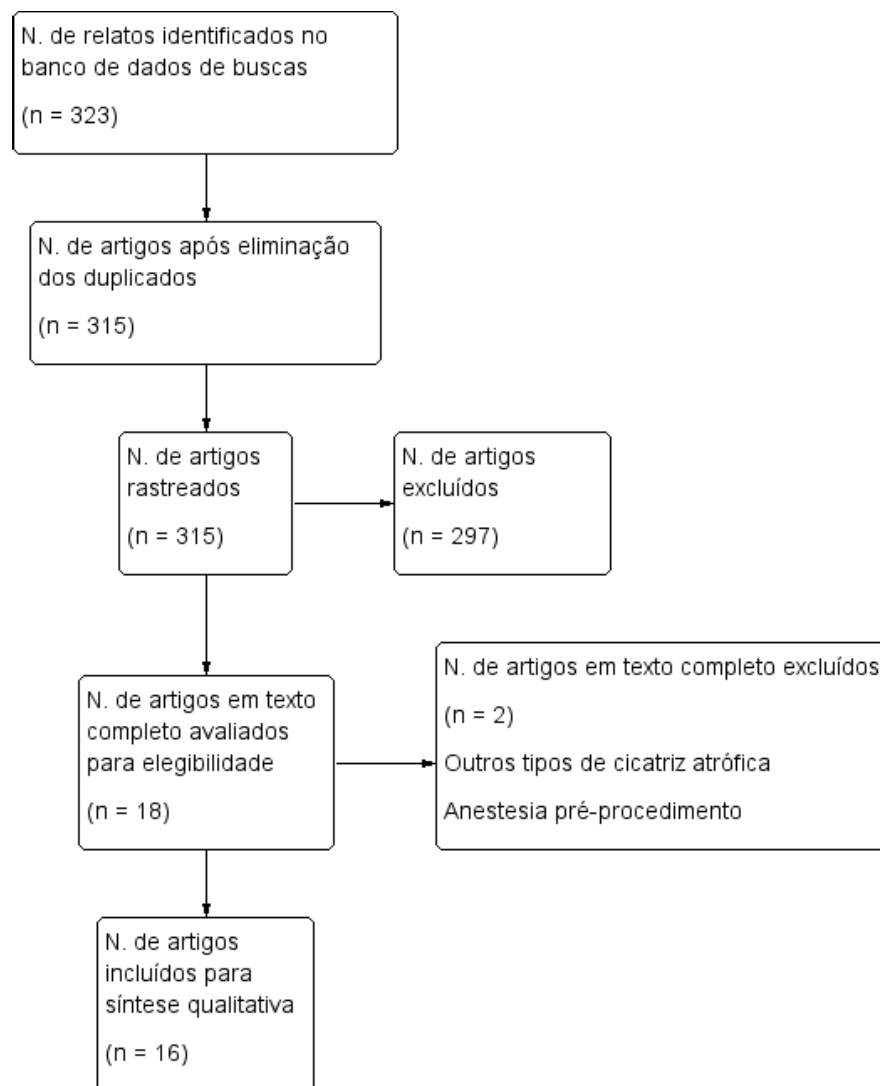 N. de relatos identificados no
banco de dados de buscas
(n = 323)
N. de artigos após eliminação
dos duplicados
(n = 315)
N. de artigos
rastreados
(n = 315)
N. de artigos
excluídos
(n = 297)
N. de artigos em texto
completo avaliados
para elegibilidade
(n = 18)
N. de artigos em texto completo excluídos
(n = 2)
Outros tipos de cicatriz atrófica
Anestesia pré-procedimento
N. de artigos
incluídos para
síntese qualitativa
(n = 16)